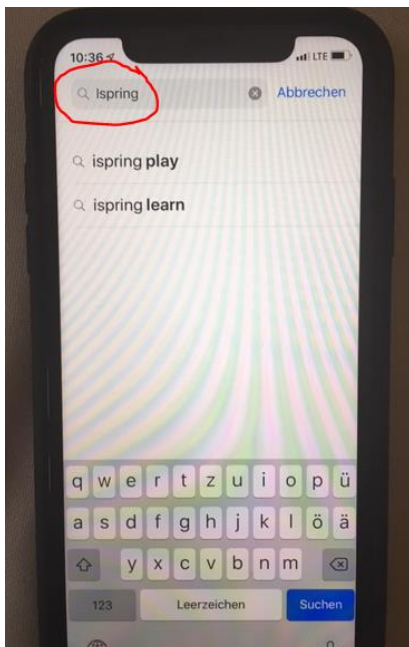 10:36 LTE
Ispring Abbrechen
ispring play
ispring learn
q w e r t z u i o p ü
a s d f g h j k l ö ä
y x c v b n m
123 Leerzeichen Suchen